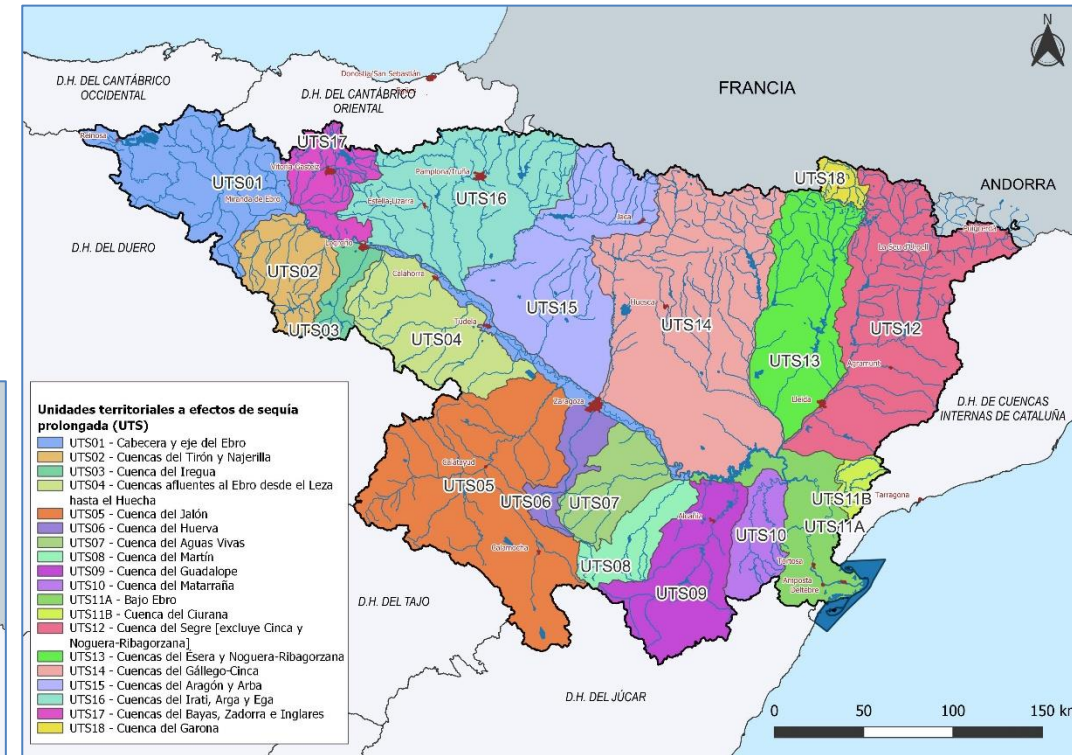 N
D.H. DEL CANTÁBRICO
OCCIDENTAL
Donostia/San Sebastián
D.H. DEL CANTÁBRICO
ORIENTAL
FRANCIA
Reinosa
UTS17
Vitoria-Gasteiz
UTS01
Pamplona/Iruña
UTS16
UTS18
ANDORRA
Miranda de Ebro
Estella-Lizarra
Jaca
La Seu d'Urgell
Puigcerdà
D.H. DEL DUERO
Logroño
UTS02
Calahorra
UTS03
UTS04
Tudela
UTS15
Huesca
UTS14
UTS13
UTS12
Agramunt
Lleida
D.H. DE CUENCAS
INTERNAS DE CATALUÑA
Zaragoza
Calatayud
UTS05
UTS06
UTS07
Alcañiz
UTS11B
Tarragona
UTS11A
UTS10
Calamocha
UTS08
Tortosa
UTS09
Amposta
Deltebre
D.H. DEL TAJO
D.H. DEL JÚCAR
Unidades territoriales a efectos de sequía
prolongada (UTS)
UTS01 - Cabecera y eje del Ebro
UTS02 - Cuencas del Tirón y Najerilla
UTS03 - Cuenca del Iregua
UTS04 - Cuencas afluentes al Ebro desde el Leza
hasta el Huecha
UTS05 - Cuenca del Jalón
UTS06 - Cuenca del Huerva
UTS07 - Cuenca del Aguas Vivas
UTS08 - Cuenca del Martín
UTS09 - Cuenca del Guadalope
UTS10 - Cuenca del Matarraña
UTS11A - Bajo Ebro
UTS11B - Cuenca del Ciurana
UTS12 - Cuenca del Segre [excluye Cinca y
Noguera-Ribagorzana]
UTS13 - Cuencas del Ésera y Noguera-Ribagorzana
UTS14 - Cuencas del Gállego-Cinca
UTS15 - Cuencas del Aragón y Arba
UTS16 - Cuencas del Irati, Arga y Ega
UTS17 - Cuencas del Bayas, Zadorra e Inglares
UTS18 - Cuenca del Garona
0 50 100 150 km